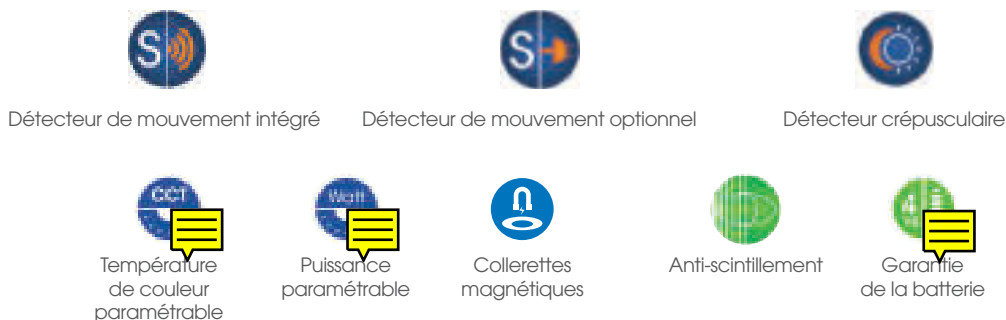 S
S
Détecteur de mouvement intégré
Détecteur de mouvement optionnel
Détecteur crépusculaire
CCT
Watt
Température
de couleur
paramétrable
Puissance
paramétrable
Collerettes
magnétiques
Anti-scintillement
Garantie
de la batterie